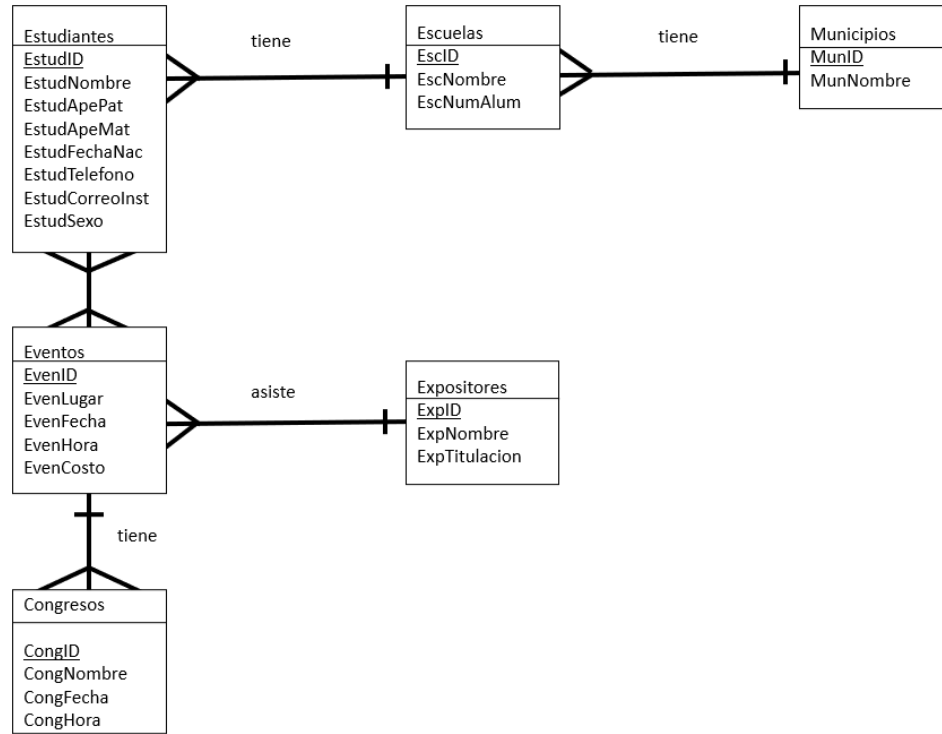 Estudiantes
EstudID
EstudNombre
EstudApePat
EstudApeMat
EstudFechaNac
EstudTelefono
EstudCorreoInst
EstudSexo
tiene
Escuelas
EscID
EscNombre
EscNumAlum
tiene
Municipios
MunID
MunNombre
Eventos
EvenID
EvenLugar
EvenFecha
EvenHora
EvenCosto
asiste
Expositores
ExpID
ExpNombre
ExpTitulacion
tiene
Congresos
CongID
CongNombre
CongFecha
CongHora